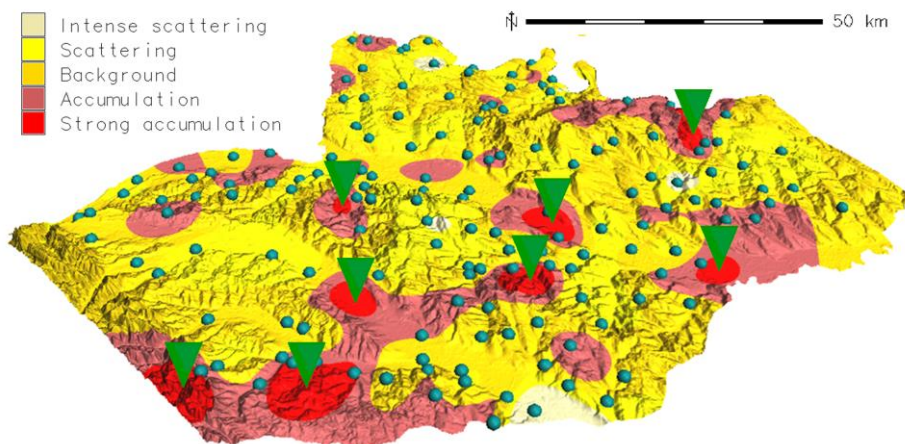 Intense scattering
Scattering
Background
Accumulation
Strong accumulation
N
50 km